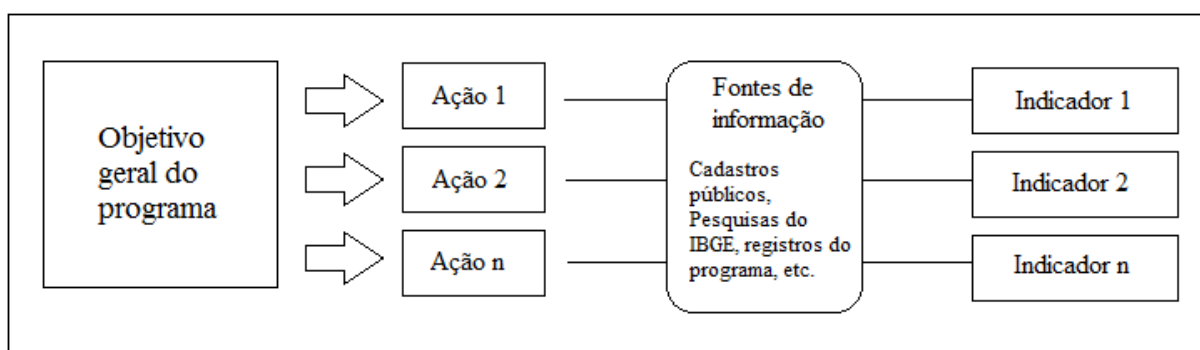 Objetivo
geral do
programa
Ação 1
Ação 2
Ação n
Fontes de
informação
Cadastros
públicos,
Pesquisas do
IBGE, registros do
programa, etc.
Indicador 1
Indicador 2
Indicador n